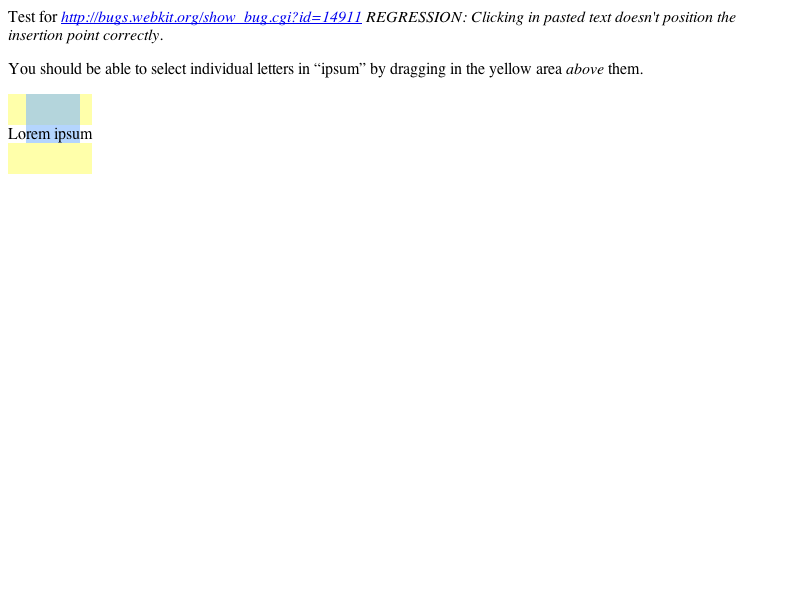 Test for http://bugs.webkit.org/show_bug.cgi?id=14911 REGRESSION: Clicking in pasted text doesn't position the
insertion point correctly.
You should be able to select individual letters in “ipsum” by dragging in the yellow area above them.
Lorem ipsum